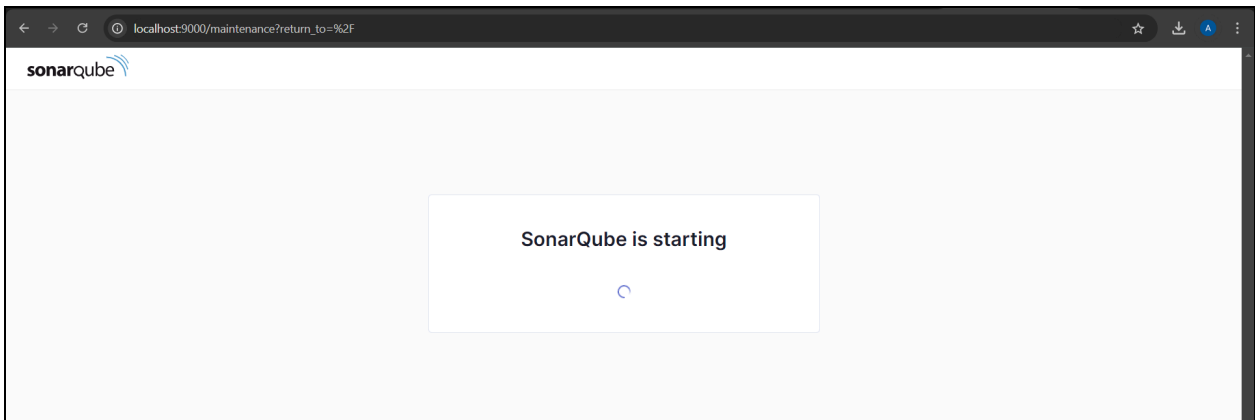 localhost:9000/maintenance?return_to=%2F
A
sonarqube
SonarQube is starting